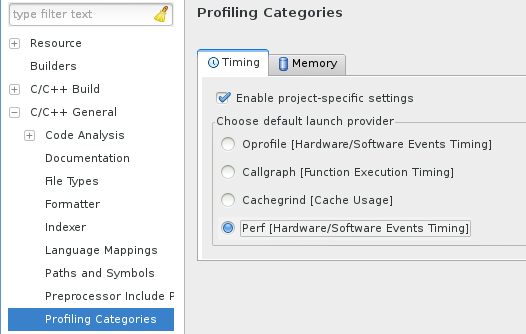 type filter text
Resource
Builders
C/C++ Build
C/C++ General
Code Analysis
Documentation
File Types
Formatter
Indexer
Language Mappings
Paths and Symbols
Preprocessor Include P
Profiling Categories
Profiling Categories
Timing
Memory
Enable project-specific settings
Choose default launch provider
Oprofile [Hardware/Software Events Timing]
Callgraph [Function Execution Timing]
Cachegrind [Cache Usage]
Perf [Hardware/Software Events Timing]